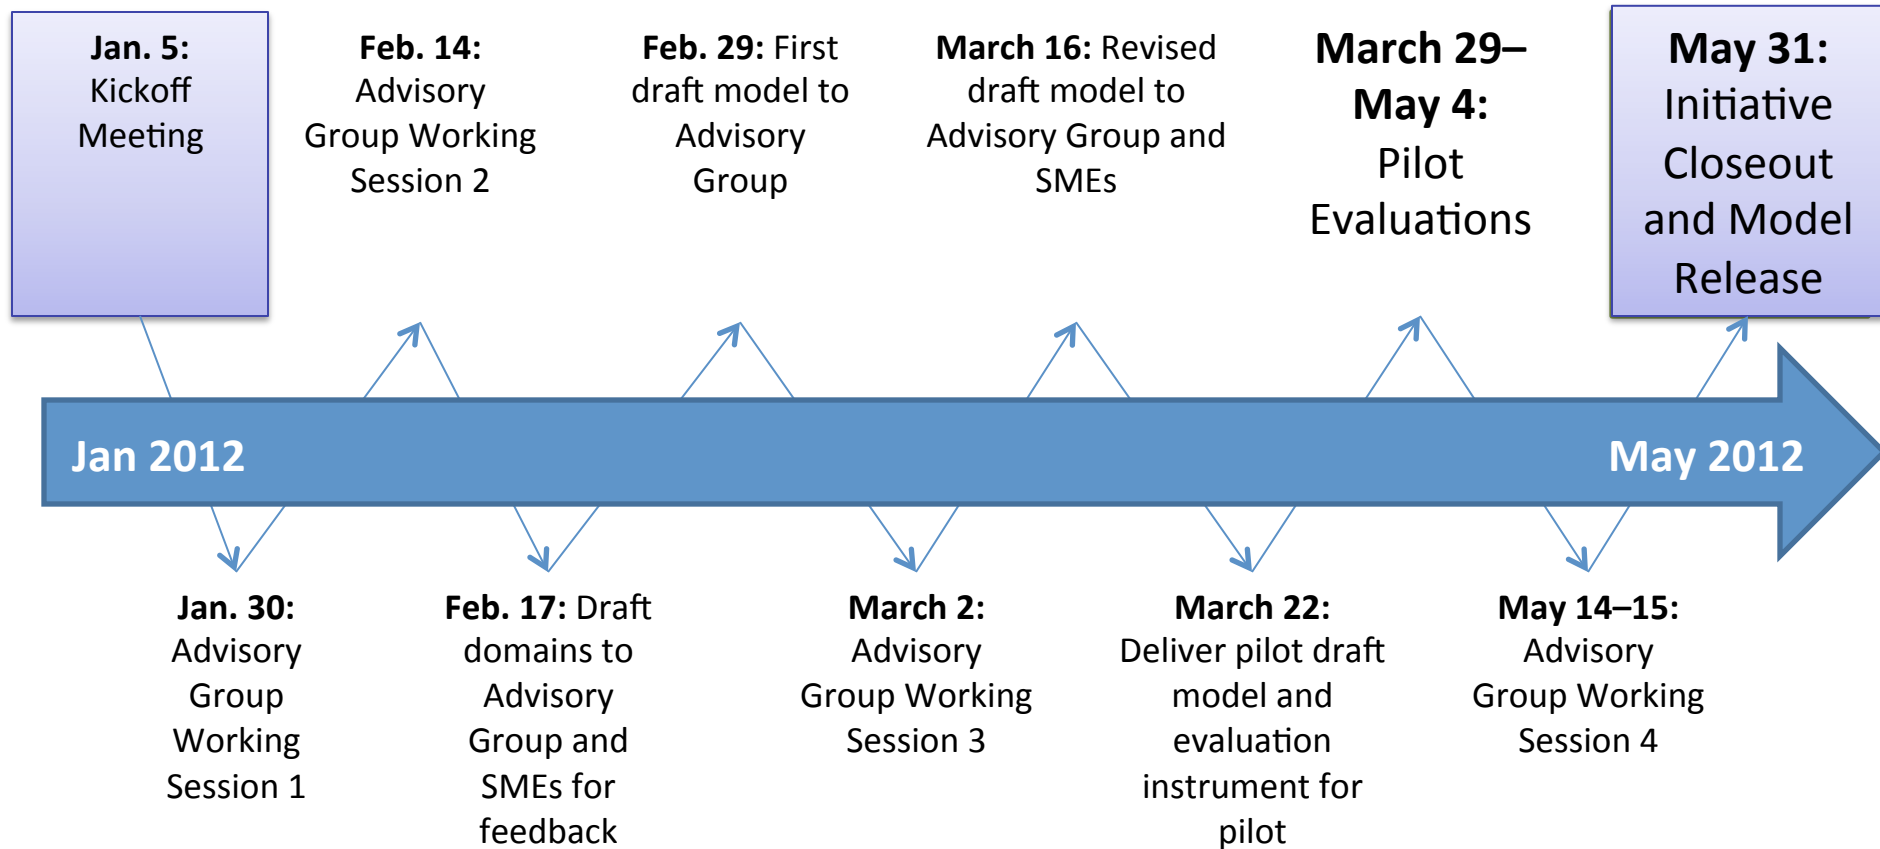 Jan. 5:
Kickoff
Meeting
Feb. 14:
Advisory
Group Working
Session 2
Feb. 29: First
draft model to
Advisory
Group
March 16: Revised
draft model to
Advisory Group and
SMEs
March 29–
May 4:
Pilot
Evaluations
May 31:
Initiative
Closeout
and Model
Release
Jan 2012
May 2012
Jan. 30:
Advisory
Group
Working
Session 1
Feb. 17: Draft
domains to
Advisory
Group and
SMEs for
feedback
March 2:
Advisory
Group Working
Session 3
March 22:
Deliver pilot draft
model and
evaluation
instrument for
pilot
May 14–15:
Advisory
Group Working
Session 4